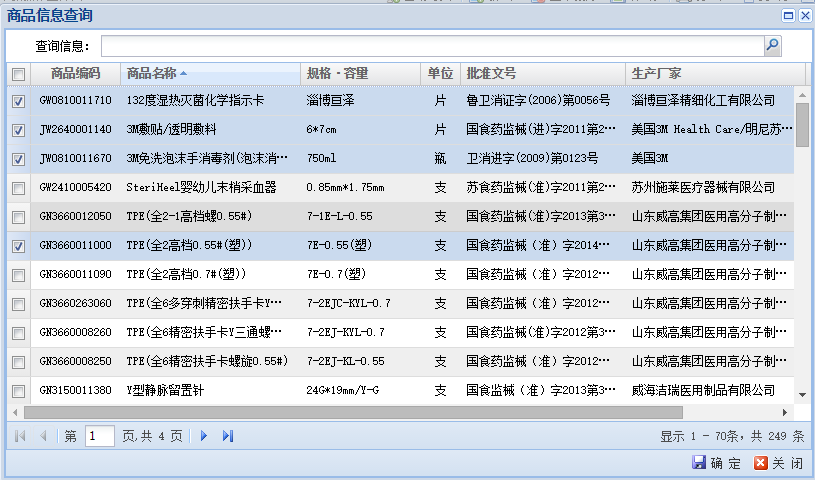 商品信息查询
查询信息:
商品编码 商品名称 规格·容量 单位 批准文号 生产厂家
GW0810011710 132度湿热灭菌化学指示卡 淄博亘泽 片 鲁卫消证字(2006)第0056号 淄博亘泽精细化工有限公司
JW2640001140 3M敷贴/透明敷料 6*7cm 片 国食药监械(进)字2011第2··· 美国3M Health Care/明尼苏···
JW0810011670 3M免洗泡沫手消毒剂(泡沫消··· 750ml 瓶 卫消进字(2009)第0123号 美国3M
GW2410005420 SteriHeel婴幼儿末梢采血器 0.85mm*1.75mm 支 苏食药监械(准)字2011第2··· 苏州施莱医疗器械有限公司
GN3660012050 TPE(全2-1高档螺0.55#) 7-1E-L-0.55 支 国食药监械(准)字2013第3··· 山东威高集团医用高分子制···
GN3660011000 TPE(全2高档0.55#(塑)) 7E-0.55(塑) 支 国食药监械（准）字2014··· 山东威高集团医用高分子制···
GN3660011090 TPE(全2高档0.7#(塑)) 7E-0.7(塑) 支 国食药监械（准）字2012··· 山东威高集团医用高分子制···
GN3660263060 TPE(全6多穿刺精密扶手卡Y··· 7-2EJC-KYL-0.7 支 国食药监械（准）字2012··· 山东威高集团医用高分子制···
GN3660008260 TPE(全6精密扶手卡Y三通螺··· 7-2EJ-KYL-0.7 支 国食药监械(准)字2012第3··· 山东威高集团医用高分子制···
GN3660008250 TPE(全6精密扶手卡螺旋0.55#) 7-2EJ-KL-0.55 支 国食药监械（准）字2012··· 山东威高集团医用高分子制···
GN3150011380 Y型静脉留置针 24G*19mm/Y-G 支 国食监械（准）字2013第3··· 威海洁瑞医用制品有限公司
第 1 页,共 4 页 显示 1 - 70条，共 249 条
确 定 关 闭